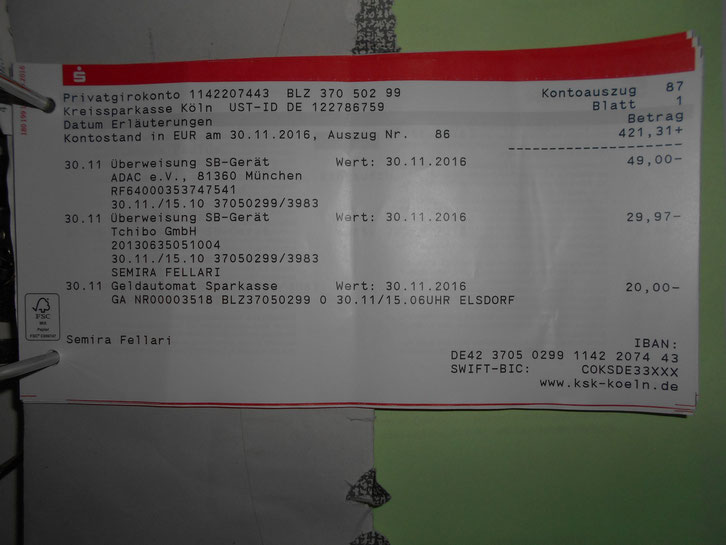 Privatgirokonto 1142207443 BLZ 370 502 99 Kontoauszug 87
Kreissparkasse Köln UST-ID DE 122786759 Blatt 1
Datum Erläuterungen Betrag
Kontostand in EUR am 30.11.2016, Auszug Nr. 86 421,31+
30.11 Überweisung SB-Gerät Wert: 30.11.2016 49,00-
ADAC e.V., 81360 München
RF64000353747541
30.11./15.10 37050299/3983
30.11 Überweisung SB-Gerät Wert: 30.11.2016 29,97-
Tchibo GmbH
20130635051004
30.11./15.10 37050299/3983
SEMIRA FELLARI
30.11 Geldautomat Sparkasse Wert: 30.11.2016 20,00-
GA NR00003518 BLZ37050299 0 30.11/15.06UHR ELSDORF
FSC
Semira Fellari
IBAN:
DE42 3705 0299 1142 2074 43
SWIFT-BIC: COKSDE33XXX
www.ksk-koeln.de